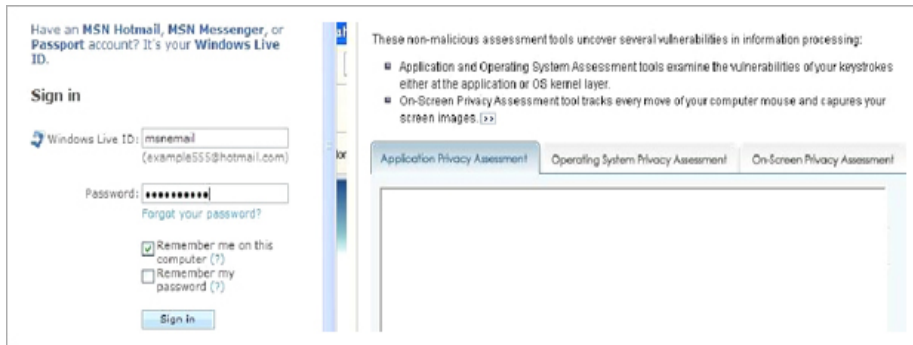 Have an MSN Hotmail, MSN Messenger, or
Passport account? It's your Windows Live
ID.
Sign in
Windows Live ID: msnemail
(example555@hotmail.com)
Password: ••••••••••
Forgot your password?
Remember me on this
computer (?)
Remember my
password (?)
Sign in
These non-malicious assessment tools uncover several vulnerabilities in information processing:
Application and Operating System Assessment tools examine the vulnerabilities of your keystrokes
either at the application or OS kernel layer.
On-Screen Privacy Assessment tool tracks every move of your computer mouse and capures your
screen images. >>
Application Privacy Assessment
Operating System Privacy Assessment
On-Screen Privacy Assessment